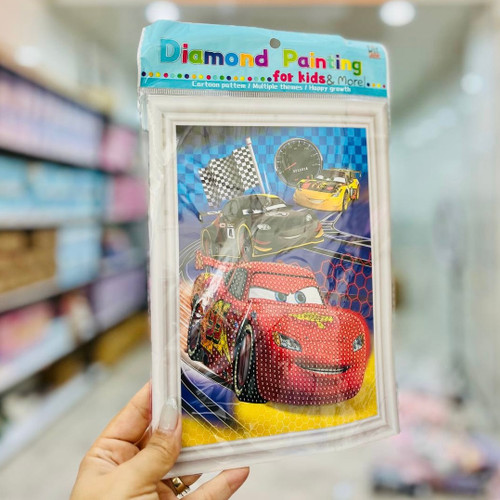 Diamond Painting
for kids & More!
Cartoon pattern / Multiple themes / Happy growth